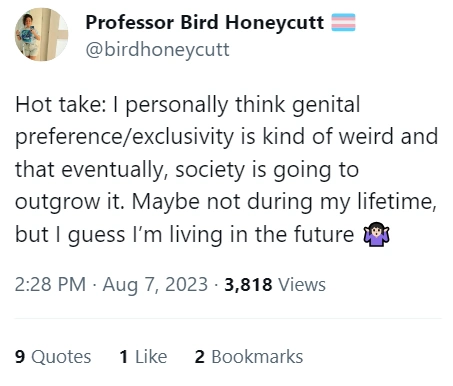 Professor Bird Honeycutt 🏳️‍⚧️
@birdhoneycutt
Hot take: I personally think genital
preference/exclusivity is kind of weird and
that eventually, society is going to
outgrow it. Maybe not during my lifetime,
but I guess I'm living in the future 🤷🏻‍♀️
2:28 PM · Aug 7, 2023 · 3,818 Views
9 Quotes 1 Like 2 Bookmarks